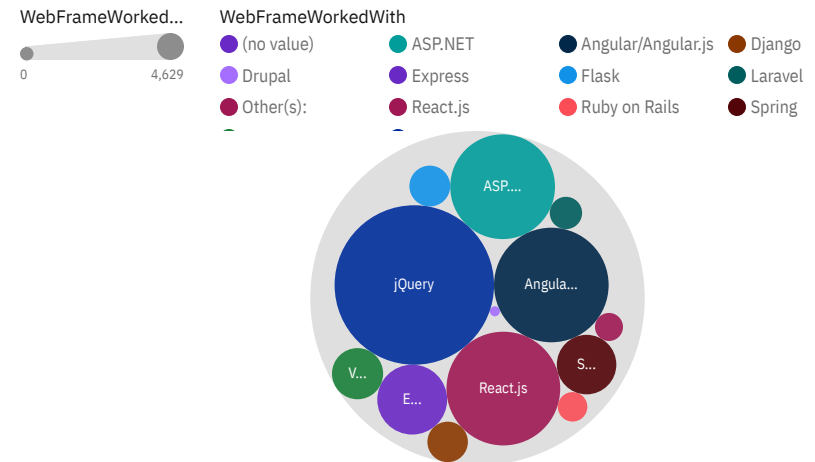 WebFrameWorked...
0
4,629
WebFrameWorkedWith
(no value)
ASP.NET
Angular/Angular.js
Django
Drupal
Express
Flask
Laravel
Other(s):
React.js
Ruby on Rails
Spring
ASP....
jQuery
Angula...
V...
E...
React.js
S...